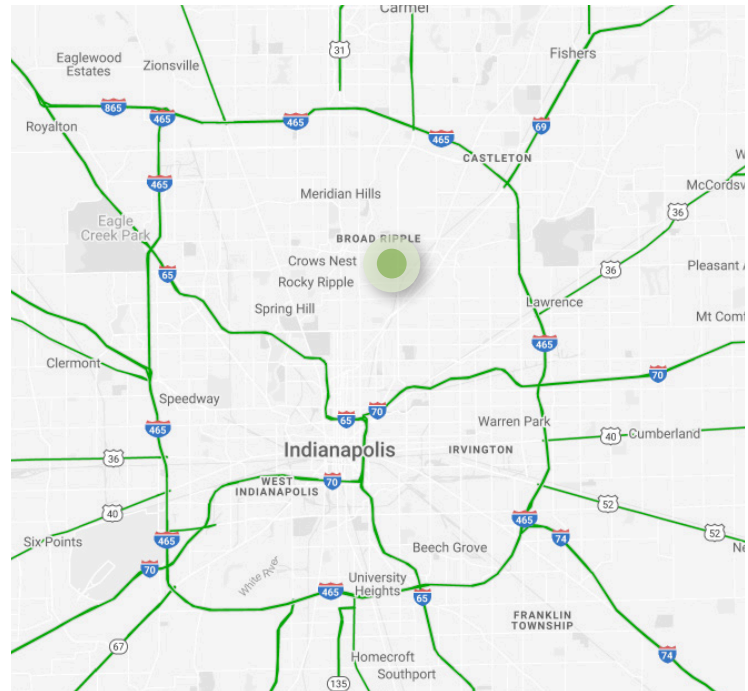 Carmel
31
Eaglewood
Estates
Zionsville
Fishers
865
465
465
Royalton
465
69
CASTLETON
465
Meridian Hills
McCordsv
36
Eagle
Creek Park
BROAD RIPPLE
Crows Nest
65
36
Pleasant A
Rocky Ripple
Spring Hill
Lawrence
Mt Comf
465
Clermont
70
Speedway
70
65
465
Warren Park
Indianapolis
IRVINGTON
40
Cumberland
36
70
WEST
INDIANAPOLIS
40
52
465
52
Six Points
465
74
Beech Grove
Ne
70
White River
University
Heights
465
65
FRANKLIN
TOWNSHIP
67
Homecroft
74
Southport
135